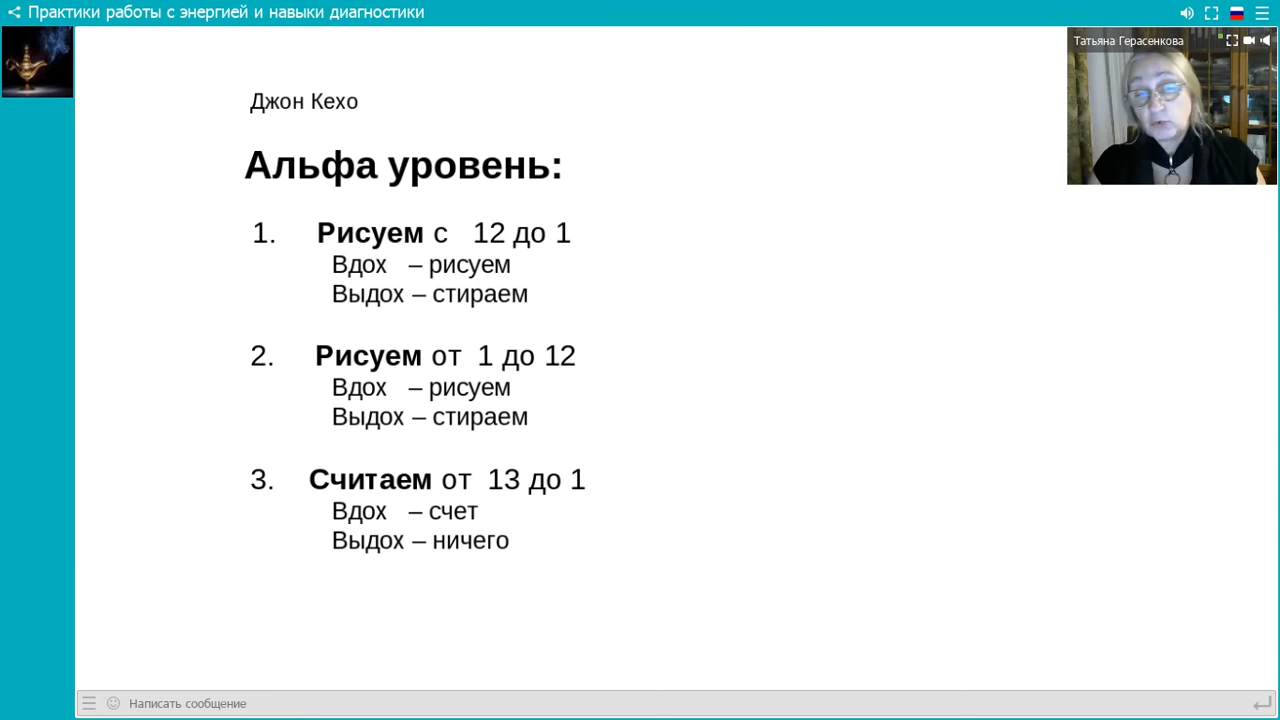 Практики работы с энергией и навыки диагностики
Татьяна Герасенкова
Джон Кехо
Альфа уровень:
1. Рисуем с 12 до 1
Вдох – рисуем
Выдох – стираем
2. Рисуем от 1 до 12
Вдох – рисуем
Выдох – стираем
3. Считаем от 13 до 1
Вдох – счет
Выдох – ничего
Написать сообщение